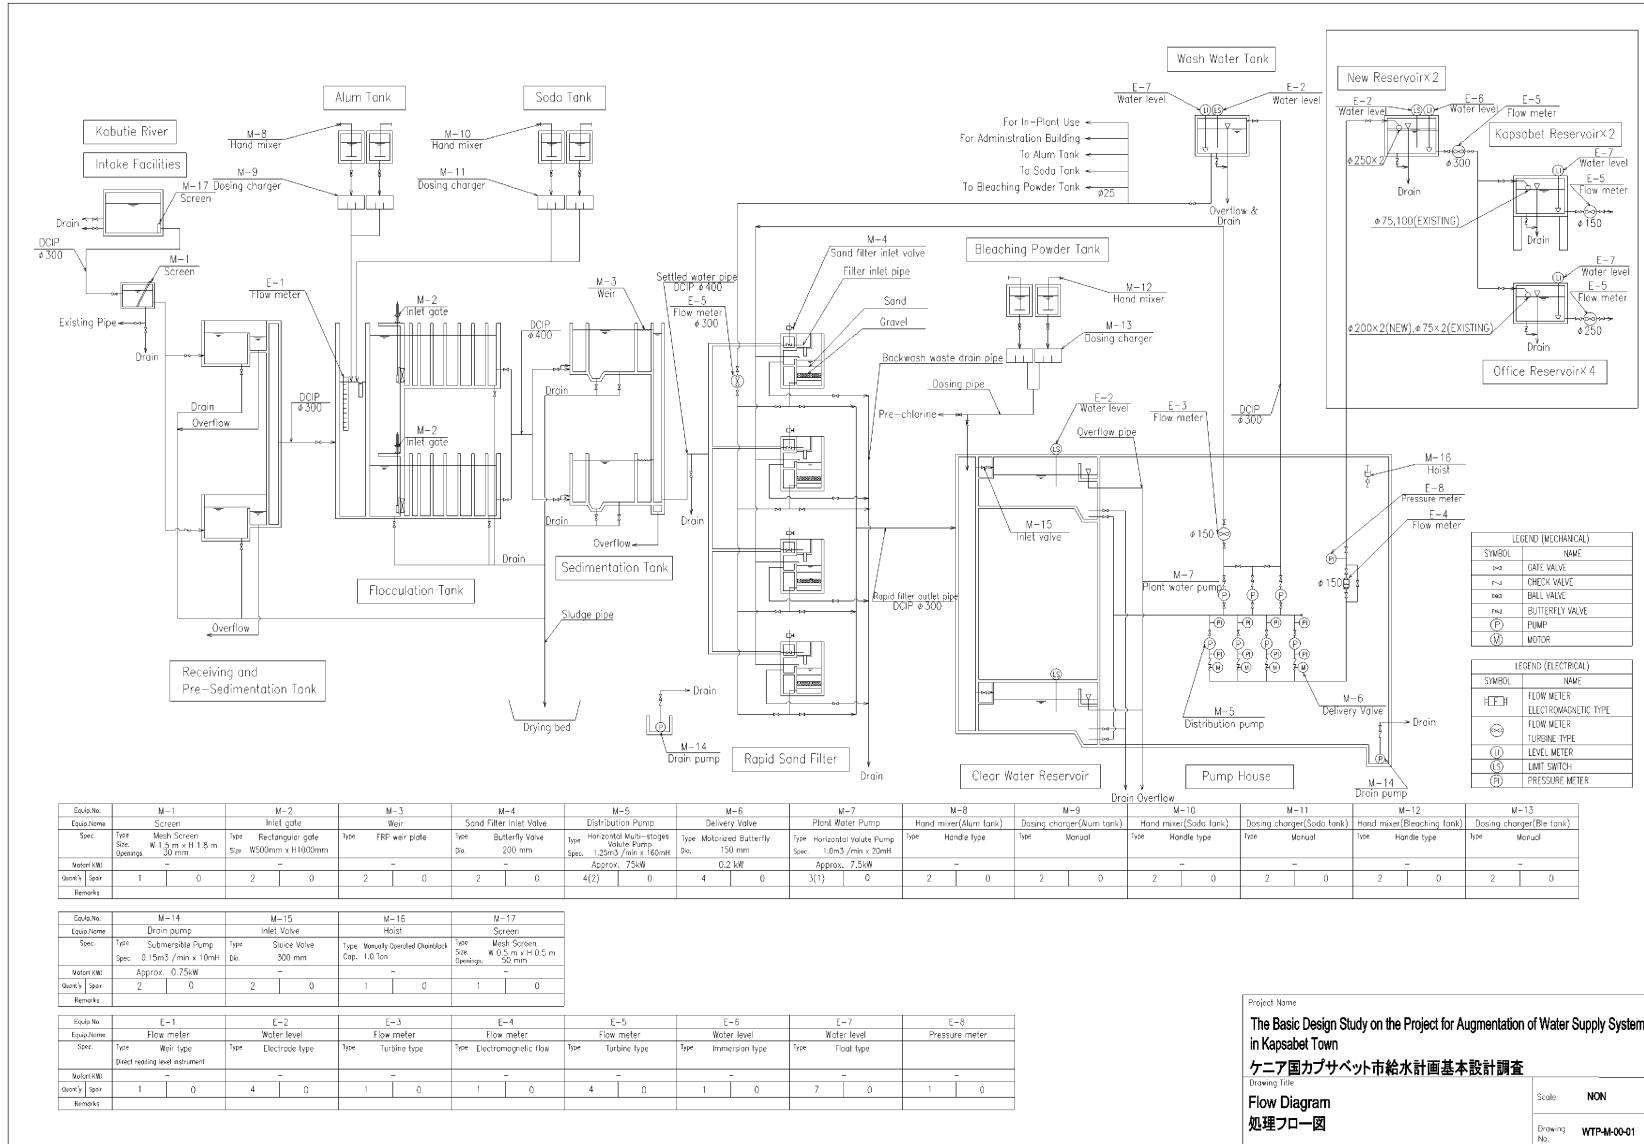 Kabutie River
Intake Facilities
M-17
Screen
Drain
DCIP
φ300
M-1
Screen
Existing Pipe
Drain
Drain
Overflow
Overflow
Receiving and
Pre-Sedimentation Tank
Alum Tank
M-8
Hand mixer
M-9
Dosing charger
Soda Tank
M-10
Hand mixer
M-11
Dosing charger
E-1
Flow meter
M-2
Inlet gate
DCIP
φ300
M-2
Inlet gate
DCIP
φ400
Drain
Flocculation Tank
M-3
Weir
Drain
Drain
Overflow
Sedimentation Tank
Sludge pipe
Drying bed
Settled water pipe
DCIP φ400
E-5
Flow meter
φ300
Drain
M-4
Sand filter inlet valve
Filter inlet pipe
Sand
Gravel
Backwash waste drain pipe
Rapid filter outlet pipe
DCIP φ300
Drain
M-14
Drain pump
Rapid Sand Filter
Drain
Wash Water Tank
E-7
Water level
E-2
Water level
LI
LS
For In-Plant Use
For Administration Building
To Alum Tank
To Soda Tank
To Bleaching Powder Tank
φ25
Overflow &
Drain
Bleaching Powder Tank
M-12
Hand mixer
M-13
Dosing charger
Dosing pipe
Pre-chlorine
E-2
Water level
Overflow pipe
LS
E-3
Flow meter
DCIP
φ300
M-15
Inlet valve
LS
φ150
M-7
Plant water pump
M-16
Hoist
E-8
Pressure meter
E-4
Flow meter
PI
φ150
P P P
PI PI PI PI
P P P P
PI PI PI PI
M M M M
M-5
Distribution pump
M-6
Delivery Valve
Drain
M-14
Drain pump
Clear Water Reservoir
Pump House
Drain Overflow
New Reservoir×2
E-2
Water level
E-6
Water level
E-5
Flow meter
LS
LI
φ250×2
φ300
Drain
Kapsabet Reservoir×2
E-7
Water level
E-5
Flow meter
LI
φ75,100(EXISTING)
φ150
Drain
E-7
Water level
E-5
Flow meter
LI
φ200×2(NEW),φ75×2(EXISTING)
φ250
Drain
Office Reservoir×4
LEGEND (MECHANICAL)
SYMBOL NAME
GATE VALVE
CHECK VALVE
BALL VALVE
BUTTERFLY VALVE
P PUMP
M MOTOR
LEGEND (ELECTRICAL)
SYMBOL NAME
F FLOW METER
ELECTROMAGNETIC TYPE
FLOW METER
TURBINE TYPE
LI LEVEL METER
LS LIMIT SWITCH
PI PRESSURE METER
Equip.No. M-1 M-2 M-3 M-4 M-5 M-6 M-7 M-8 M-9 M-10 M-11 M-12 M-13
Equip.Name Screen Inlet gate Weir Sand Filter Inlet Valve Distribution Pump Delivery Valve Plant Water Pump Hand mixer(Alum tank) Dosing charger(Alum tank) Hand mixer(Soda tank) Dosing charger(Soda tank) Hand mixer(Bleaching tank) Dosing charger(Ble tank)
Spec. Type Mesh Screen Type Rectangular gate Type FRP weir plate Type Butterfly Valve Type Horizontal Multi-stages Volute Pump Type Motorized Butterfly Type Horizontal Volute Pump Type Handle type Type Manual Type Handle type Type Manual Type Handle type Type Manual
Size. W 1.5 m x H 1.8 m Size W500mm x H1000mm Dia. 200 mm Spec. 1.25m3 /min x 160mH Dia. 150 mm Spec. 1.0m3 /min x 20mH
Openings. 30 mm
Motor(KW) - - - - Approx. 75kW 0.2 kW Approx. 7.5kW - - - - - -
Quantity Spair 1 0 2 0 2 0 2 0 4(2) 0 4 0 3(1) 0 2 0 2 0 2 0 2 0 2 0 2 0
Remarks
Equip.No. M-14 M-15 M-16 M-17
Equip.Name Drain pump Inlet Valve Hoist Screen
Spec. Type Submersible Pump Type Sluice Valve Type Manually Operated Chainblock Type Mesh Screen
Spec. 0.15m3 /min x 10mH Dia. 300 mm Cap. 1.0 Ton Size. W 0.5 m x H 0.5 m
Openings. 50 mm
Motor(KW) Approx. 0.75kW - - -
Quantity Spair 2 0 2 0 1 0 1 0
Remarks
Equip.No. E-1 E-2 E-3 E-4 E-5 E-6 E-7 E-8
Equip.Name Flow meter Water level Flow meter Flow meter Flow meter Water level Water level Pressure meter
Spec. Type Weir type Type Electrode type Type Turbine type Type Electromagnetic flow Type Turbine type Type Immersion type Type Float type
Direct reading level instrument
Motor(KW) - - - - - - - -
Quantity Spair 1 0 4 0 1 0 1 0 4 0 1 0 7 0 1 0
Remarks
Project Name
The Basic Design Study on the Project for Augmentation of Water Supply System
in Kapsabet Town
ケニア国カプサベット市給水計画基本設計調査
Drawing Title
Flow Diagram
処理フロー図
Scale: NON
Drawing
No. WTP-M-00-01